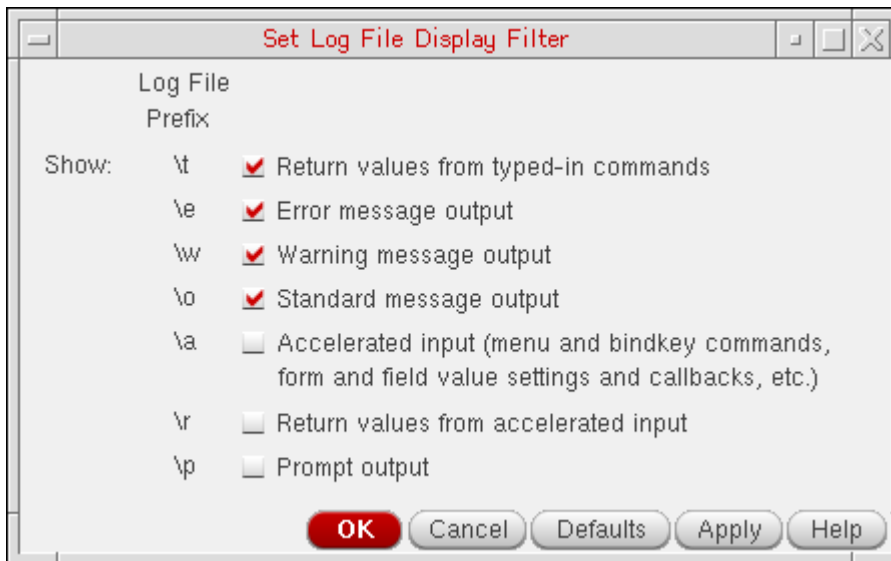 Set Log File Display Filter
Log File
Prefix
Show: \t Return values from typed-in commands
\e Error message output
\w Warning message output
\o Standard message output
\a Accelerated input (menu and bindkey commands,
form and field value settings and callbacks, etc.)
\r Return values from accelerated input
\p Prompt output
OK Cancel Defaults Apply Help